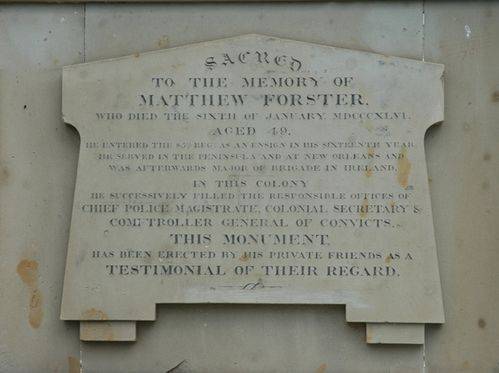 SACRED
TO THE MEMORY OF
MATTHEW FORSTER,
WHO DIED THE SIXTH OF JANUARY, MDCCCXLVI,
AGED 49.
HE ENTERED THE 85TH REGT AS AN ENSIGN IN HIS SIXTEENTH YEAR
HE SERVED IN THE PENINSULA AND AT NEW ORLEANS AND
WAS AFTERWARDS MAJOR OF BRIGADE IN IRELAND,
IN THIS COLONY
HE SUCCESSIVELY FILLED THE RESPONSIBLE OFFICES OF
CHIEF POLICE MAGISTRATE, COLONIAL SECRETARY &
COMPTROLLER GENERAL OF CONVICTS.
THIS MONUMENT
HAS BEEN ERECTED BY HIS PRIVATE FRIENDS AS A
TESTIMONIAL OF THEIR REGARD.